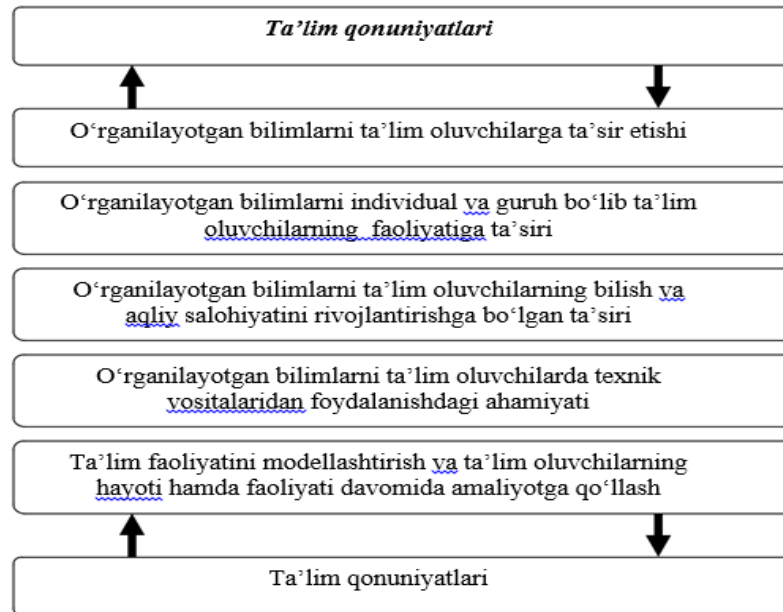 Ta’lim qonuniyatlari
O‘rganilayotgan bilimlarni ta’lim oluvchilarga ta’sir etishi
O‘rganilayotgan bilimlarni individual va guruh bo‘lib ta’lim
oluvchilarning faoliyatiga ta’siri
O‘rganilayotgan bilimlarni ta’lim oluvchilarning bilish va
aqliy salohiyatini rivojlantirishga bo‘lgan ta’siri
O‘rganilayotgan bilimlarni ta’lim oluvchilarda texnik
vositalaridan foydalanishdagi ahamiyati
Ta’lim faoliyatini modellashtirish va ta’lim oluvchilarning
hayoti hamda faoliyati davomida amaliyotga qo‘llash
Ta’lim qonuniyatlari